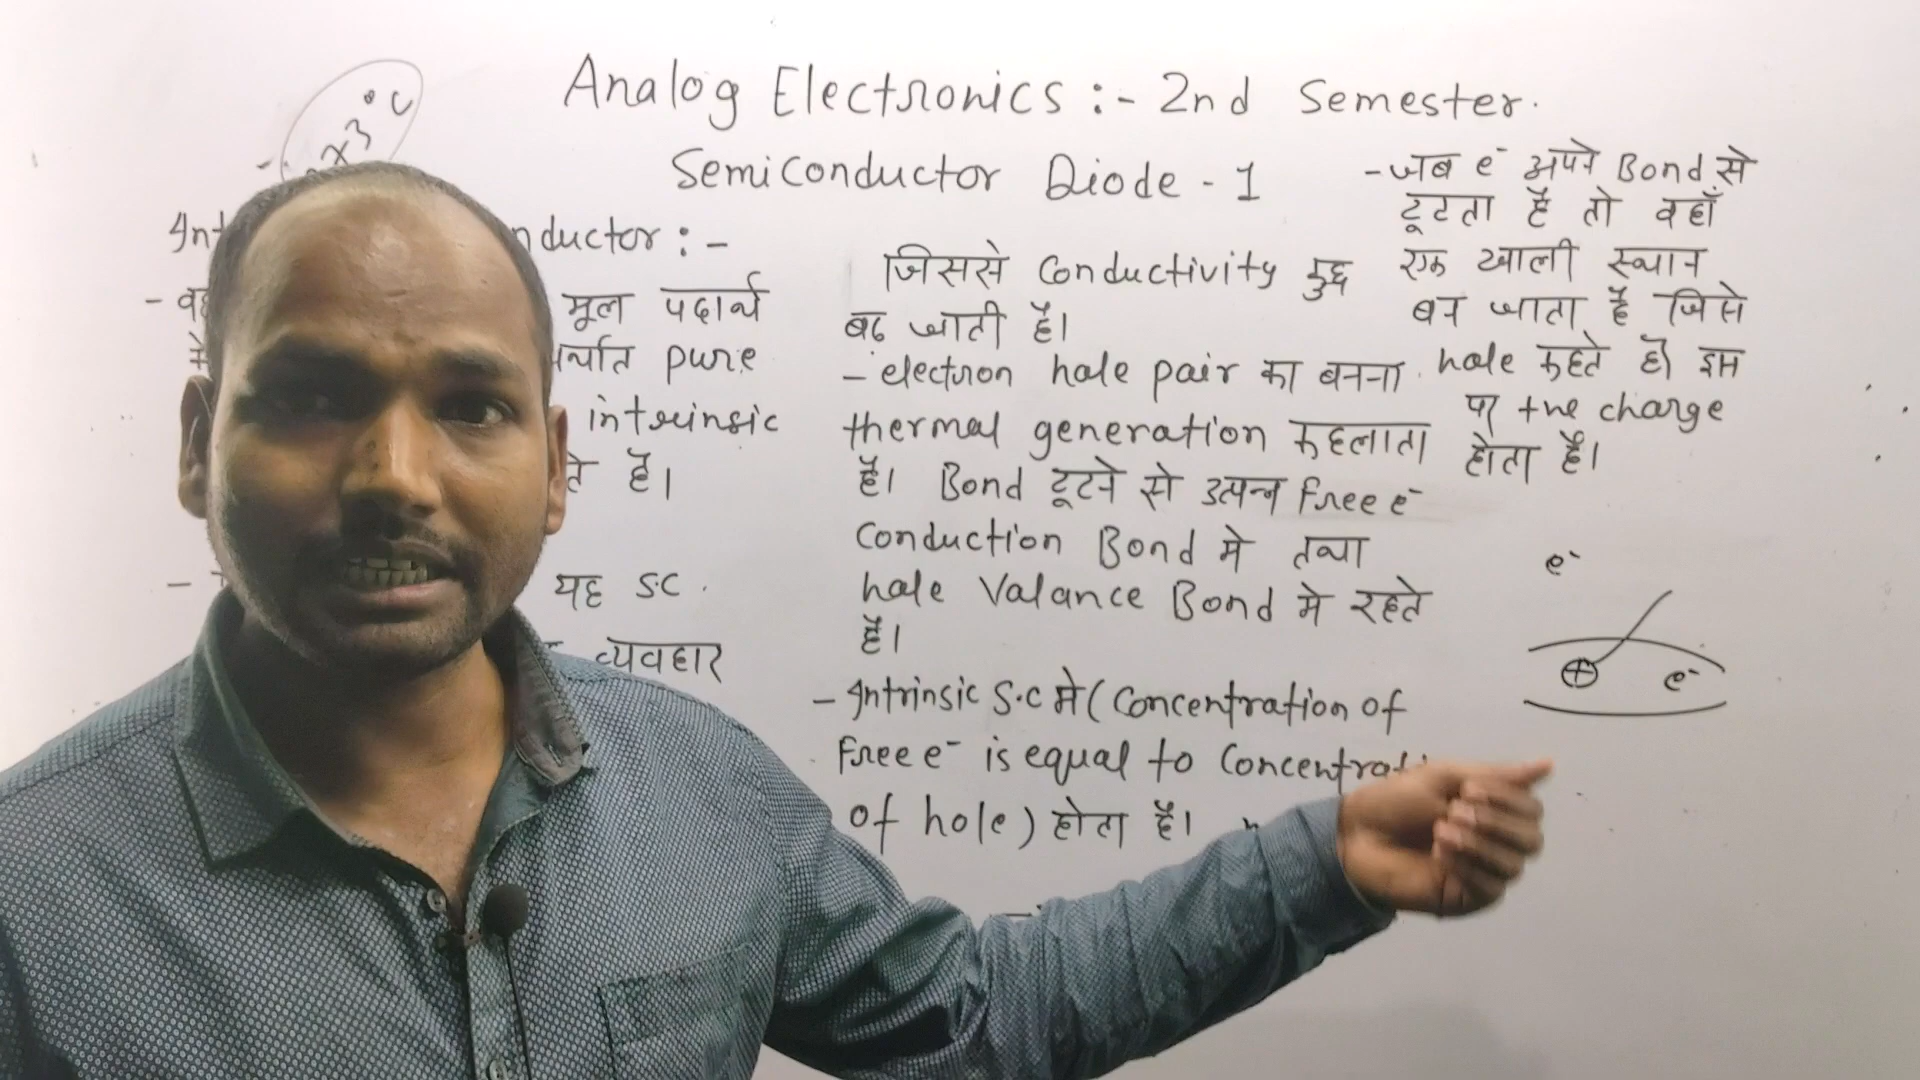 Analog Electronics :- 2nd Semester.
Semiconductor Diode - 1
:-
मूल पदार्थ
pure
intrinsic
है।
यह S.C.
व्यवहार
जिससे Conductivity कुछ
बढ जाती है।
- electron hole pair का बनना
thermal generation कहलाता
है। Bond टूटने से उत्पन्न free e⁻
Conduction Bond मे तथा
hole Valance Bond मे रहते
है।
- Intrinsic S.C मे (Concentration of
free e⁻ is equal to
of hole) होता है।
- जब e⁻ अपने Bond से
टूटता है तो वहाँ
एक खाली स्थान
बन जाता है जिसे
hole कहते है। इस
पर +ve charge
होता है।
e⁻
⊕ e⁻